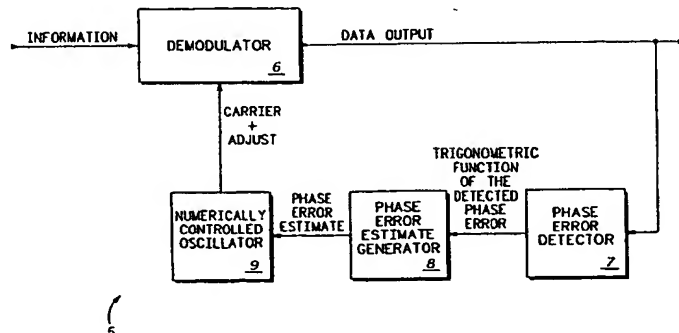 INFORMATION
DEMODULATOR
6
DATA OUTPUT
CARRIER
+
ADJUST
TRIGONOMETRIC
FUNCTION
OF THE
DETECTED
PHASE
ERROR
PHASE
ERROR
ESTIMATE
NUMERICALLY
CONTROLLED
OSCILLATOR
9
PHASE
ERROR
ESTIMATE
GENERATOR
8
PHASE
ERROR
DETECTOR
7
5